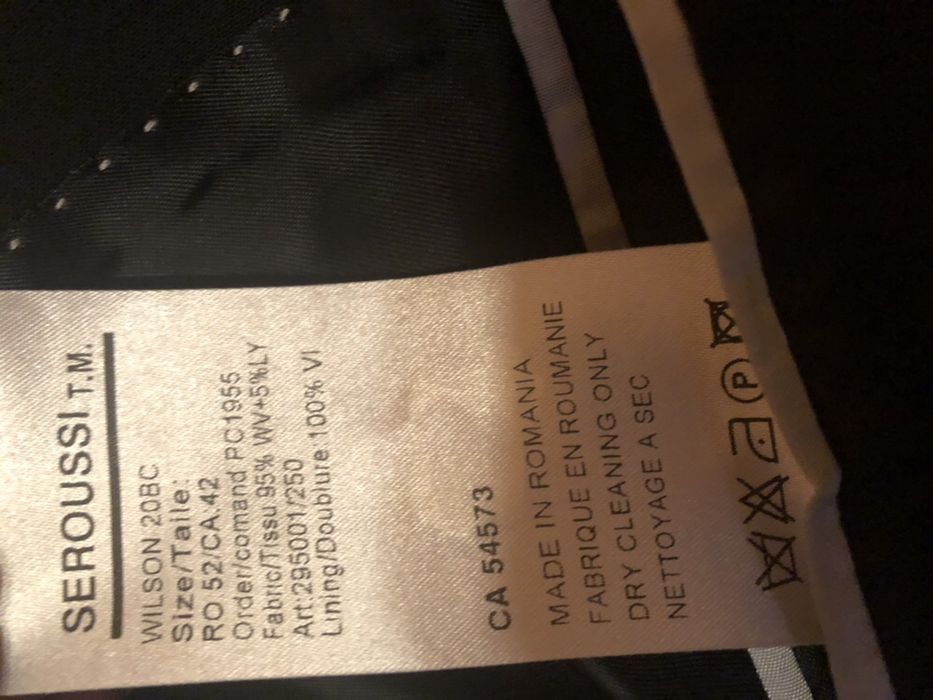 SEROUSSI T.M.
WILSON 20BC
Size/Taile:
RO 52/CA.42
Order/comand PC1955
Fabric/Tissu 95% WV+5%LY
Art:295001/250
Lining/Doublure 100% VI
CA 54573
MADE IN ROMANIA
FABRIQUE EN ROUMANIE
DRY CLEANING ONLY
NETTOYAGE A SEC
P